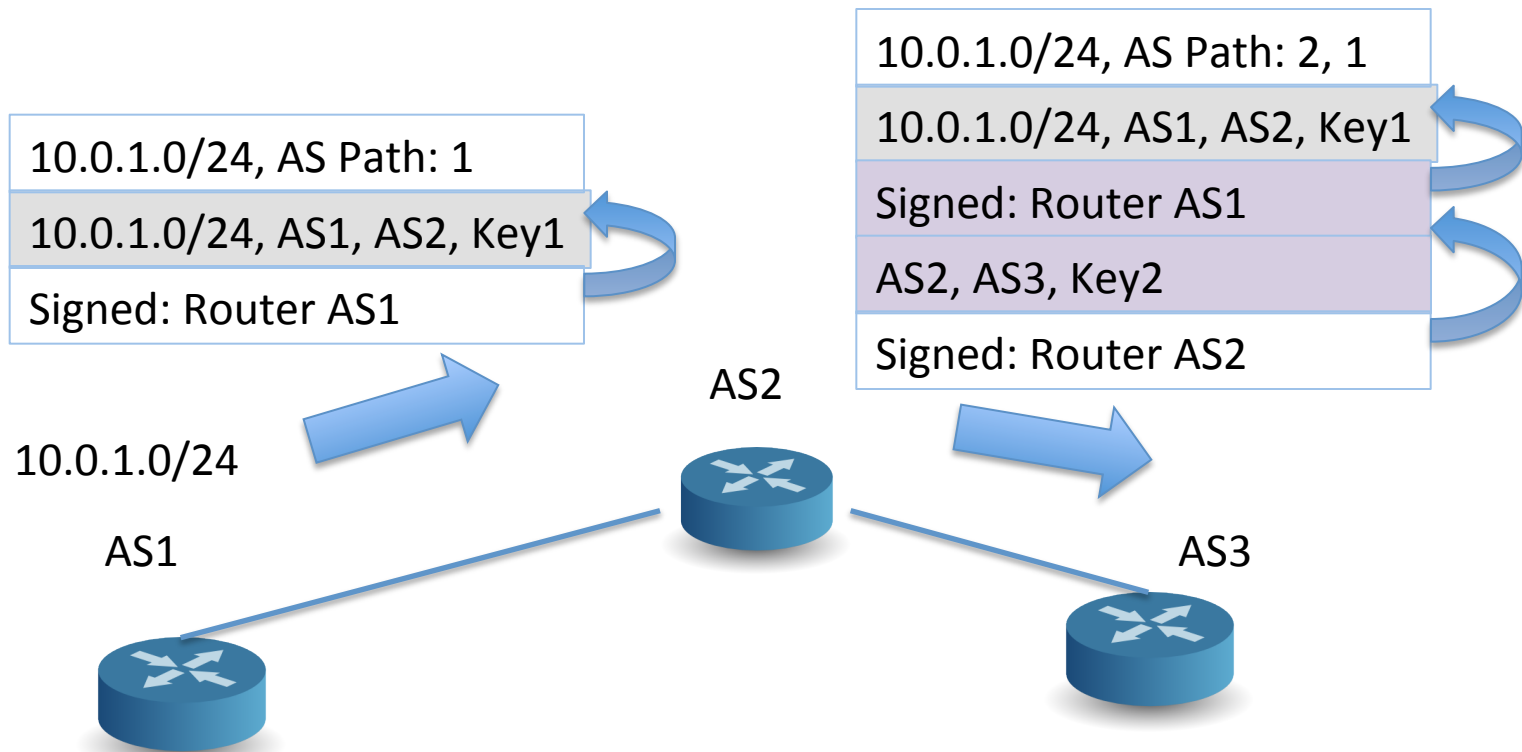 10.0.1.0/24, AS Path: 1
10.0.1.0/24, AS1, AS2, Key1
Signed: Router AS1
10.0.1.0/24, AS Path: 2, 1
10.0.1.0/24, AS1, AS2, Key1
Signed: Router AS1
AS2, AS3, Key2
Signed: Router AS2
AS2
10.0.1.0/24
AS1
AS3